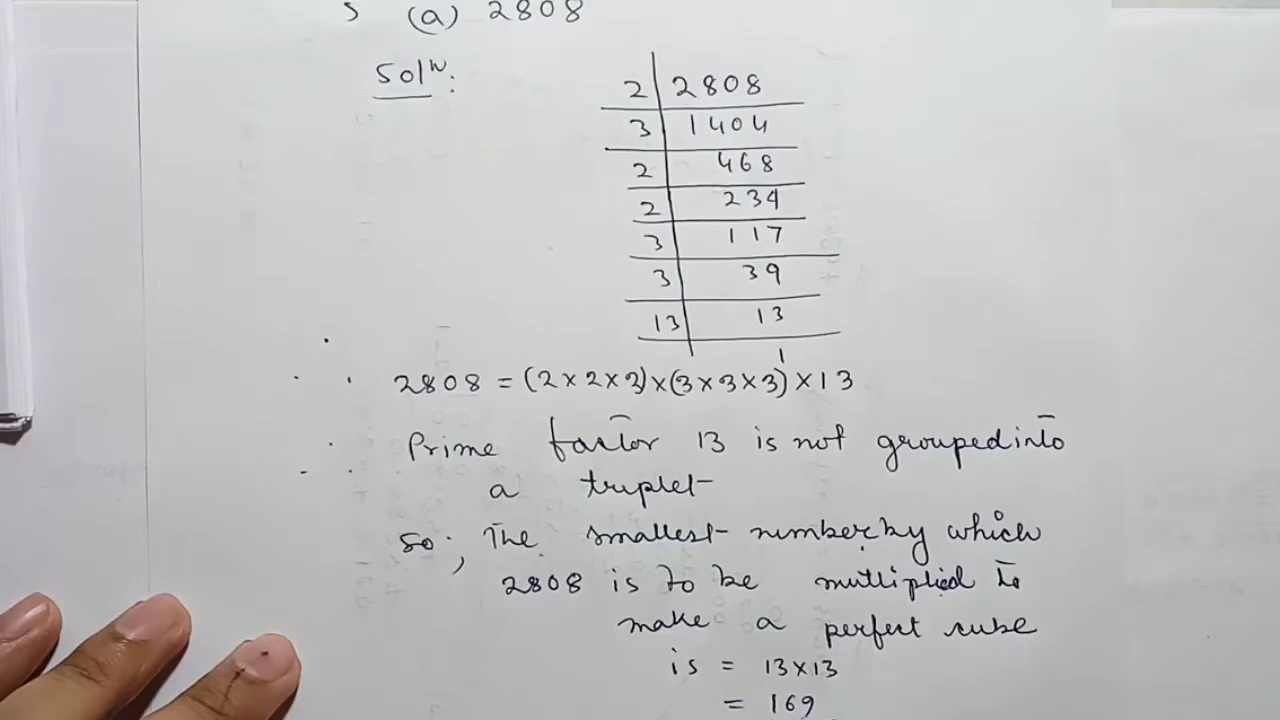 5 (a) 2808
Solⁿ:
2 | 2808
3 | 1404
2 | 468
2 | 234
3 | 117
3 | 39
13 | 13
1
2808 = (2×2×2)×(3×3×3)×13
Prime factor 13 is not grouped into
a triplet
So; The smallest number by which
2808 is to be multiplied to
make a perfect cube
is = 13×13
= 169